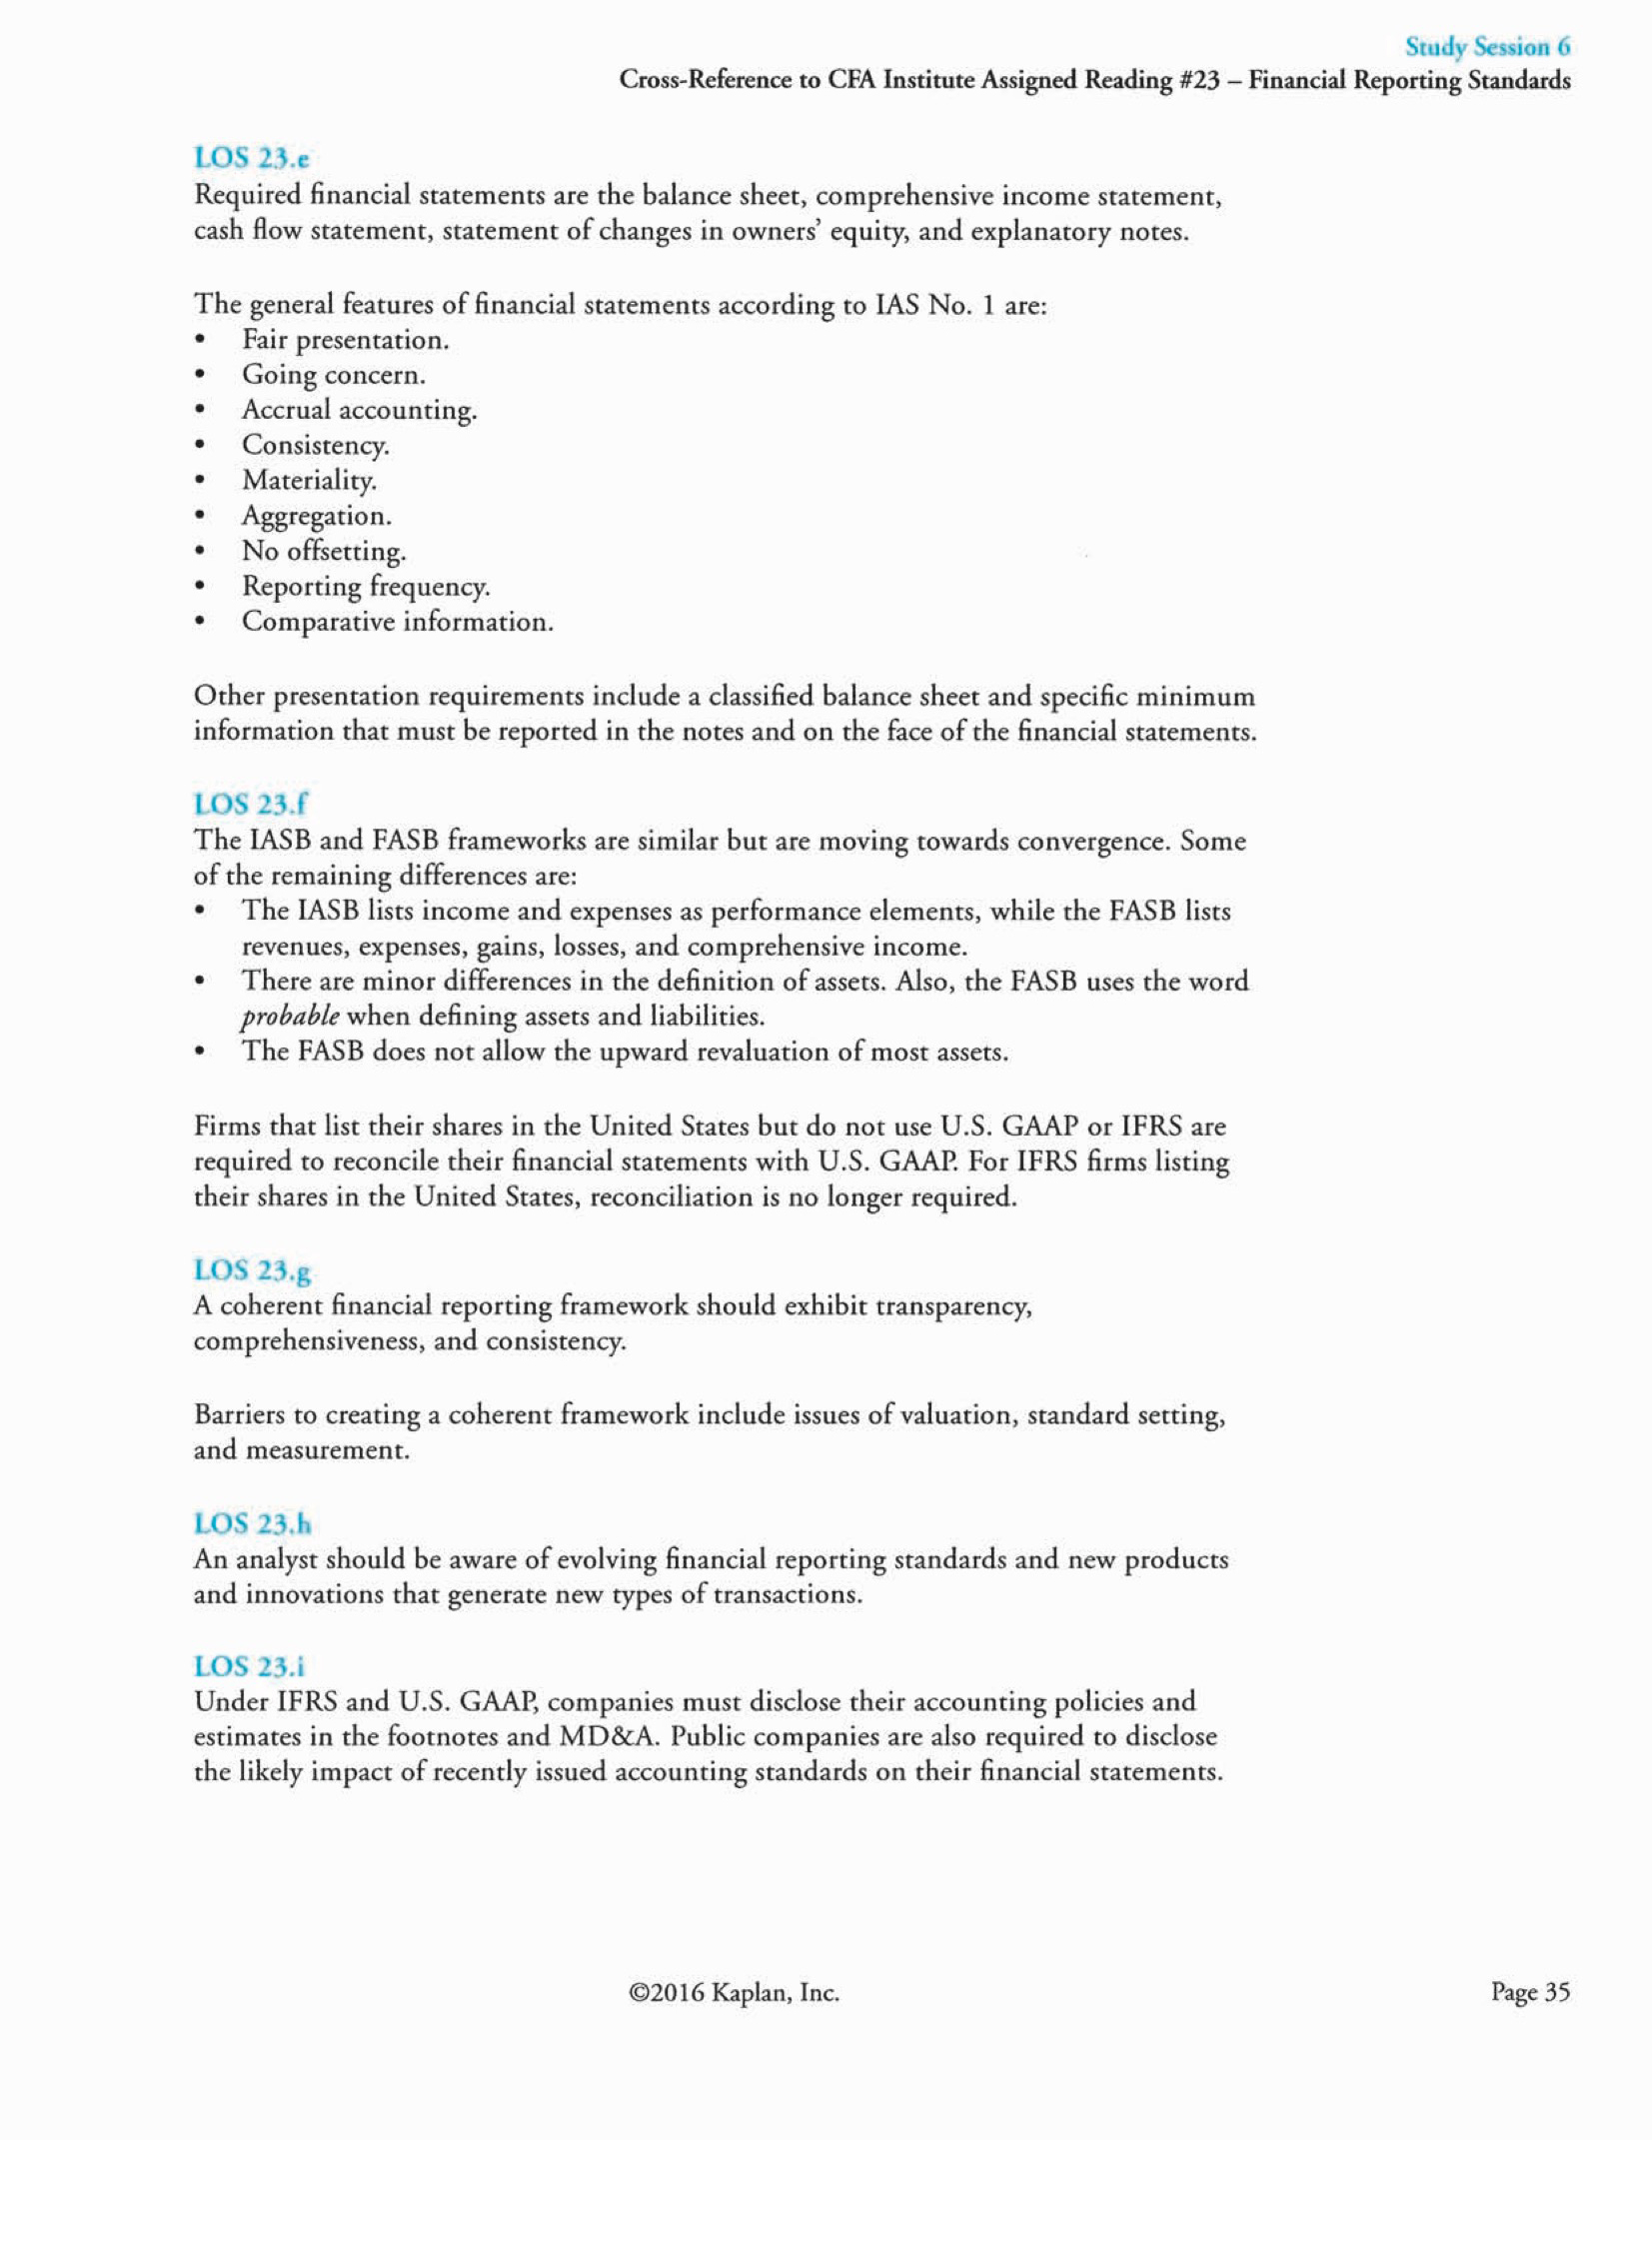 Study Session 6
Cross-Reference to CFA Institute Assigned Reading #23 – Financial Reporting Standards
LOS 23.e
Required financial statements are the balance sheet, comprehensive income statement,
cash flow statement, statement of changes in owners' equity, and explanatory notes.
The general features of financial statements according to IAS No. 1 are:
• Fair presentation.
• Going concern.
• Accrual accounting.
• Consistency.
• Materiality.
• Aggregation.
• No offsetting.
• Reporting frequency.
• Comparative information.
Other presentation requirements include a classified balance sheet and specific minimum
information that must be reported in the notes and on the face of the financial statements.
LOS 23.f
The IASB and FASB frameworks are similar but are moving towards convergence. Some
of the remaining differences are:
• The IASB lists income and expenses as performance elements, while the FASB lists
revenues, expenses, gains, losses, and comprehensive income.
• There are minor differences in the definition of assets. Also, the FASB uses the word
probable when defining assets and liabilities.
• The FASB does not allow the upward revaluation of most assets.
Firms that list their shares in the United States but do not use U.S. GAAP or IFRS are
required to reconcile their financial statements with U.S. GAAP. For IFRS firms listing
their shares in the United States, reconciliation is no longer required.
LOS 23.g
A coherent financial reporting framework should exhibit transparency,
comprehensiveness, and consistency.
Barriers to creating a coherent framework include issues of valuation, standard setting,
and measurement.
LOS 23.h
An analyst should be aware of evolving financial reporting standards and new products
and innovations that generate new types of transactions.
LOS 23.i
Under IFRS and U.S. GAAP, companies must disclose their accounting policies and
estimates in the footnotes and MD&A. Public companies are also required to disclose
the likely impact of recently issued accounting standards on their financial statements.
©2016 Kaplan, Inc.
Page 35